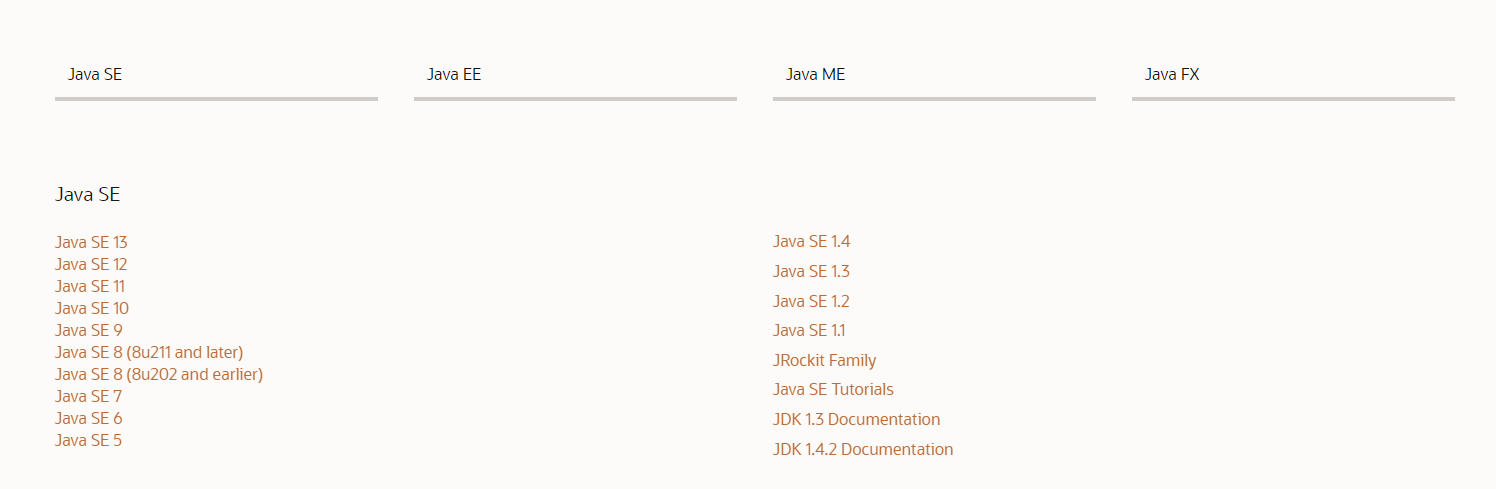 Java SE
Java EE
Java ME
Java FX
Java SE
Java SE 13
Java SE 12
Java SE 11
Java SE 10
Java SE 9
Java SE 8 (8u211 and later)
Java SE 8 (8u202 and earlier)
Java SE 7
Java SE 6
Java SE 5
Java SE 1.4
Java SE 1.3
Java SE 1.2
Java SE 1.1
JRockit Family
Java SE Tutorials
JDK 1.3 Documentation
JDK 1.4.2 Documentation